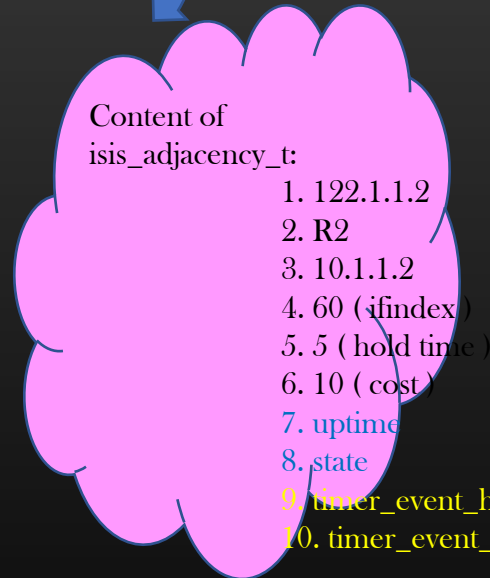 Content of
isis_adjacency_t:
1. 122.1.1.2
2. R2
3. 10.1.1.2
4. 60 ( ifindex )
5. 5 ( hold time )
6. 10 ( cost )
7. uptime
8. state
9. timer_event_h
10. timer_event_